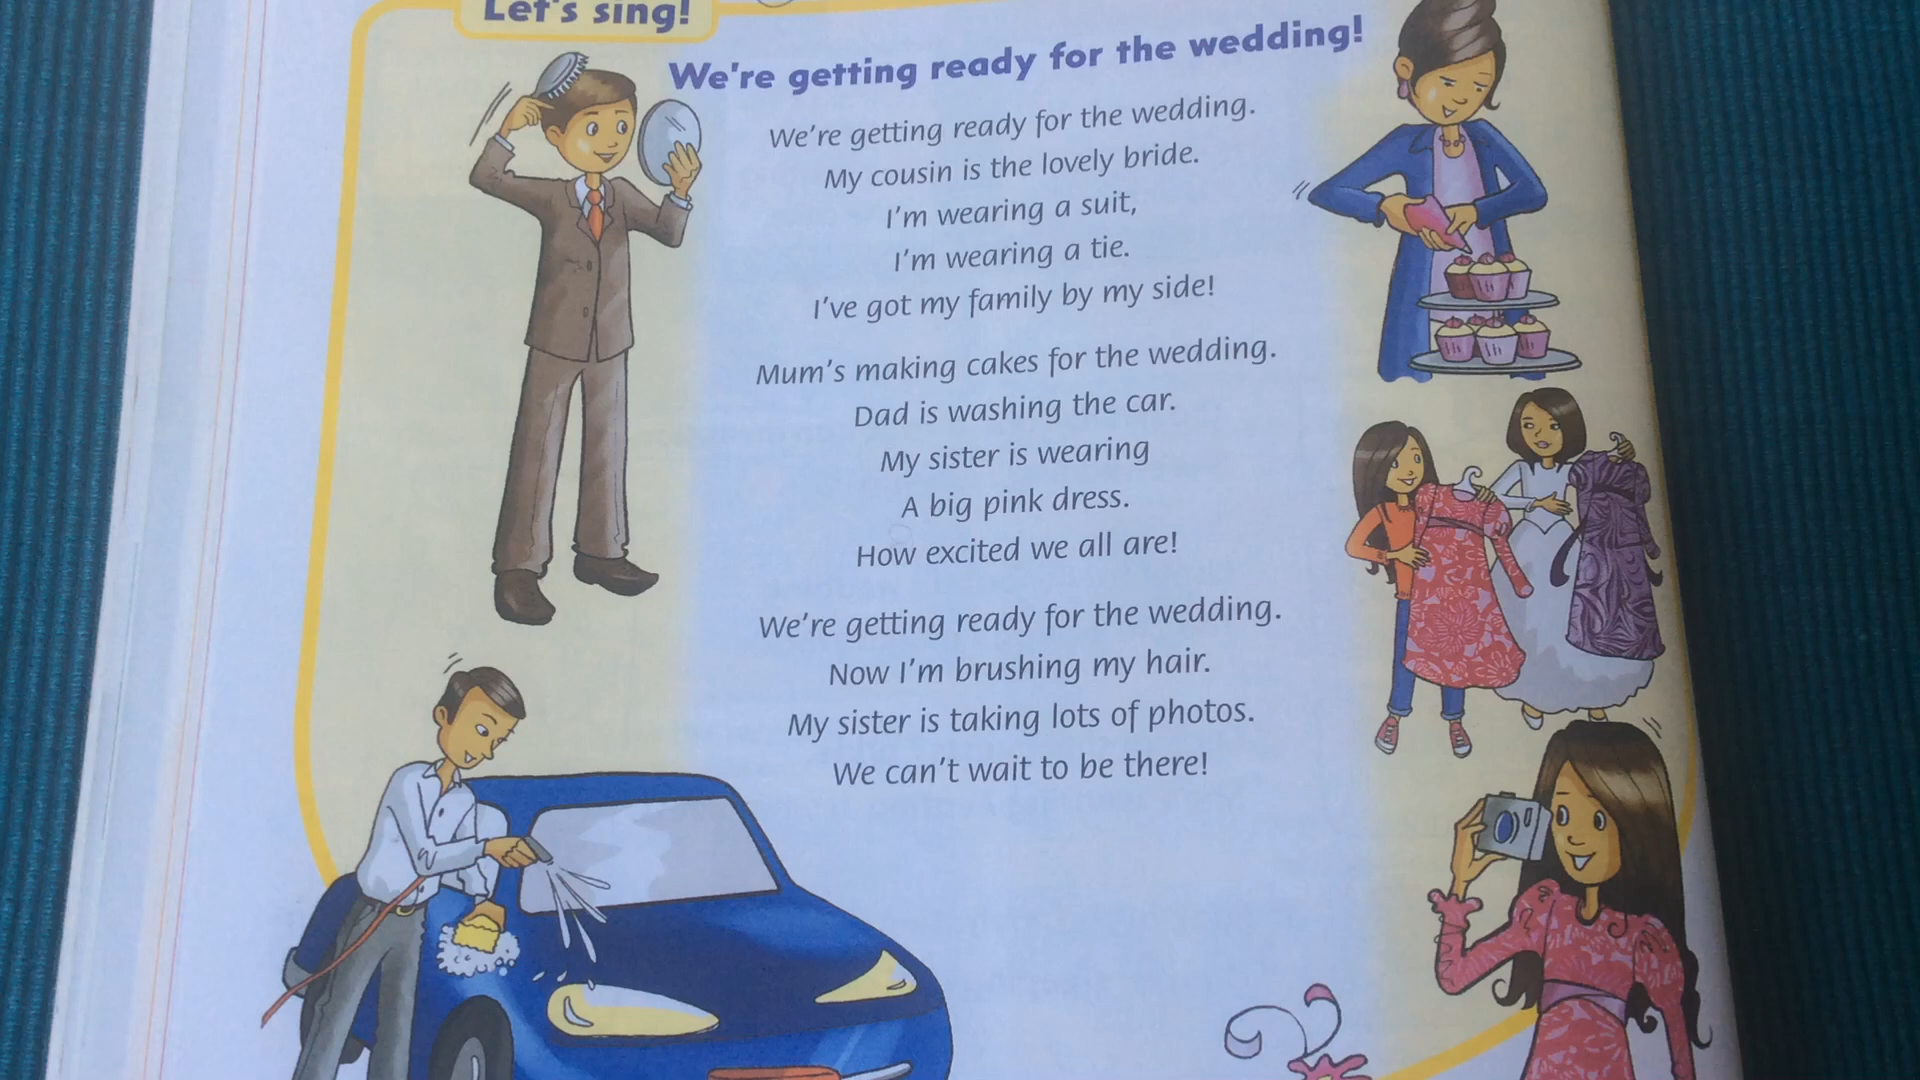 Let's sing!
We're getting ready for the wedding!
We're getting ready for the wedding.
My cousin is the lovely bride.
I'm wearing a suit,
I'm wearing a tie.
I've got my family by my side!
Mum's making cakes for the wedding.
Dad is washing the car.
My sister is wearing
A big pink dress.
How excited we all are!
We're getting ready for the wedding.
Now I'm brushing my hair.
My sister is taking lots of photos.
We can't wait to be there!